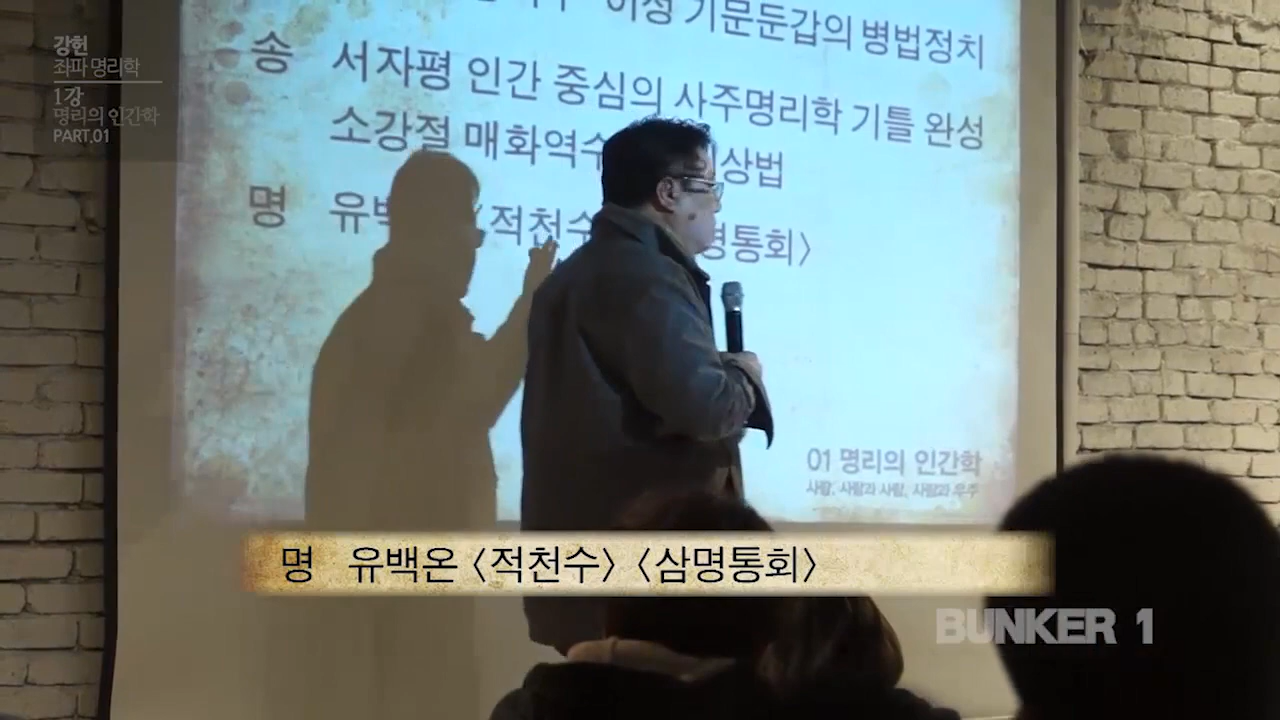 강헌
좌파 명리학
1강
명리의 인간학
PART.01
기문둔갑의 병법정치
송 서자평 인간 중심의 사주명리학 기틀 완성
소강절 매화역수 상법
명 유백 적천수 명통회〉
01 명리의 인간학
사람, 사람과 사람, 사람과 우주
명 유백온 〈적천수〉 〈삼명통회〉
BUNKER 1